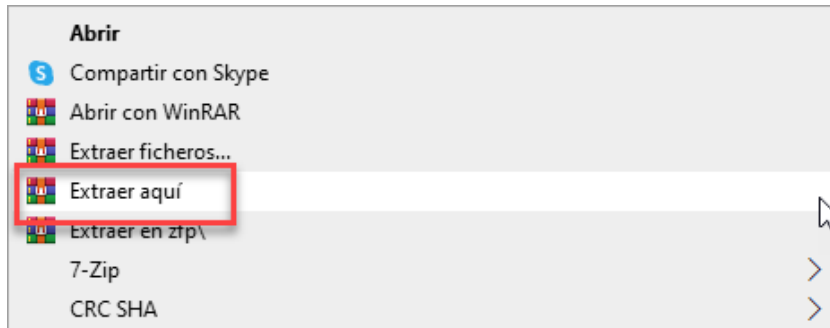 Abrir
Compartir con Skype
Abrir con WinRAR
Extraer ficheros...
Extraer aquí
Extraer en zfp\
7-Zip
CRC SHA